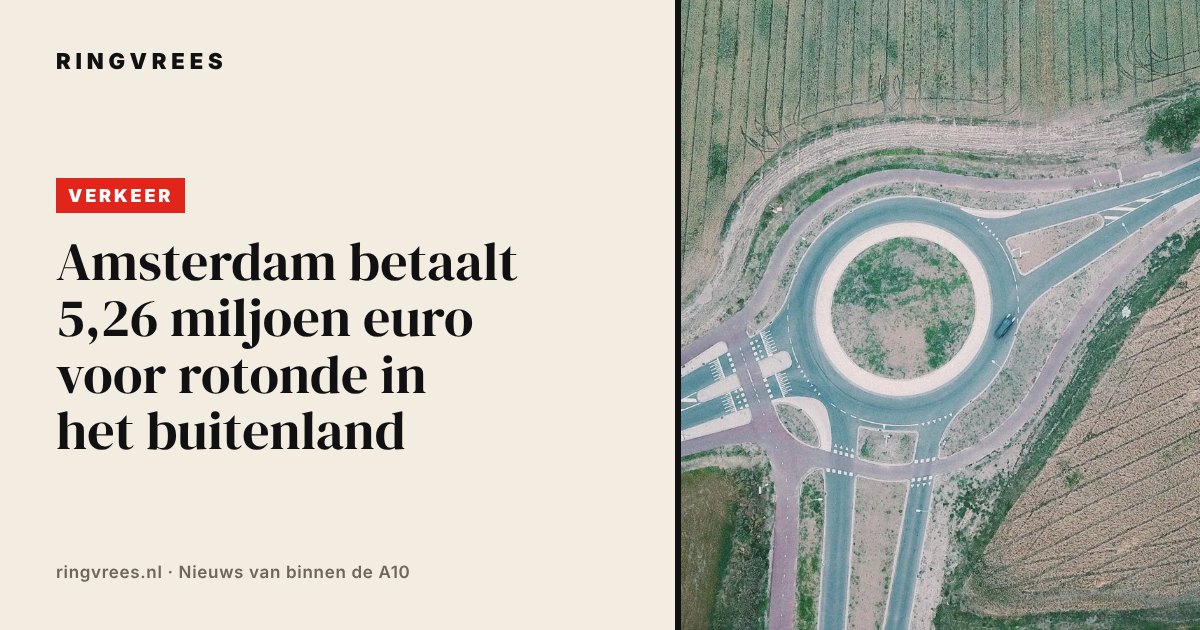 RINGVREES
VERKEER
Amsterdam betaalt
5,26 miljoen euro
voor rotonde in
het buitenland
ringvrees.nl · Nieuws van binnen de A10